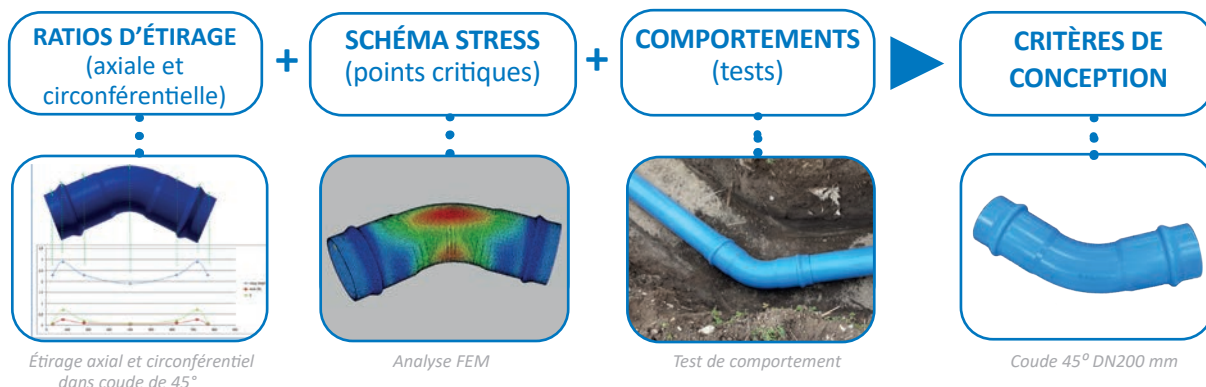 RATIOS D’ÉTIRAGE
(axiale et
circonférentielle)
+
SCHÉMA STRESS
(points critiques)
+
COMPORTEMENTS
(tests)
CRITÈRES DE
CONCEPTION
Étirage axial et circonférentiel
dans coude de 45°
Analyse FEM
Test de comportement
Coude 45º DN200 mm